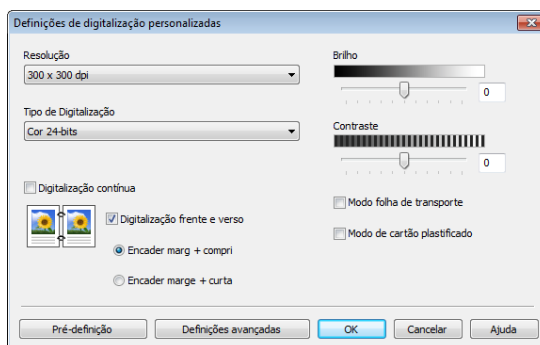 Definições de digitalização personalizadas
Resolução
300 x 300 dpi
Tipo de Digitalização
Cor 24-bits
Digitalização contínua
Digitalização frente e verso
Encader marg + compri
Encader marge + curta
Brilho
0
Contraste
0
Modo folha de transporte
Modo de cartão plastificado
Pré-definição
Definições avançadas
OK
Cancelar
Ajuda